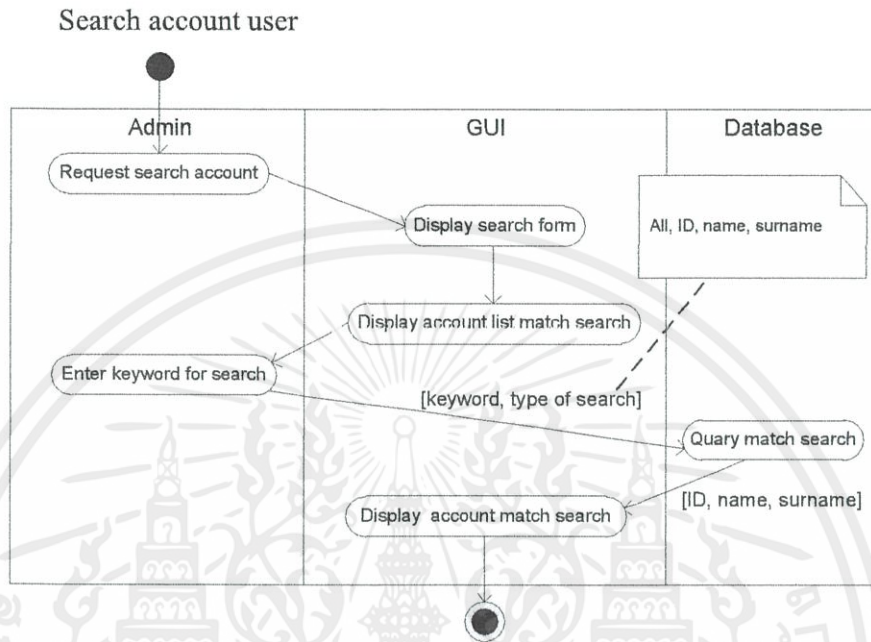 Search account user
Admin
GUI
Database
Request search account
All, ID, name, surname
Display search form
Display account list match search
Enter keyword for search
[keyword, type of search]
Quary match search
[ID, name, surname]
Display account match search